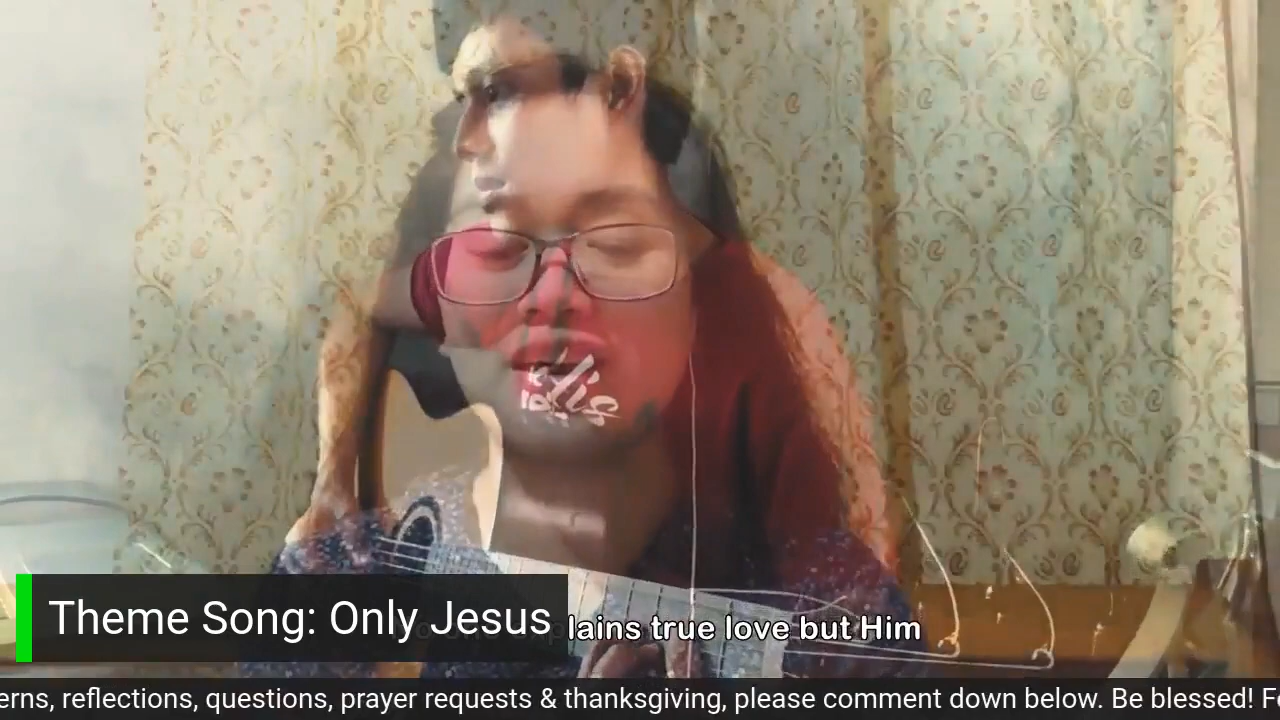 Theme Song: Only Jesus
lains true love but Him
erns, reflections, questions, prayer requests & thanksgiving, please comment down below. Be blessed! Fo